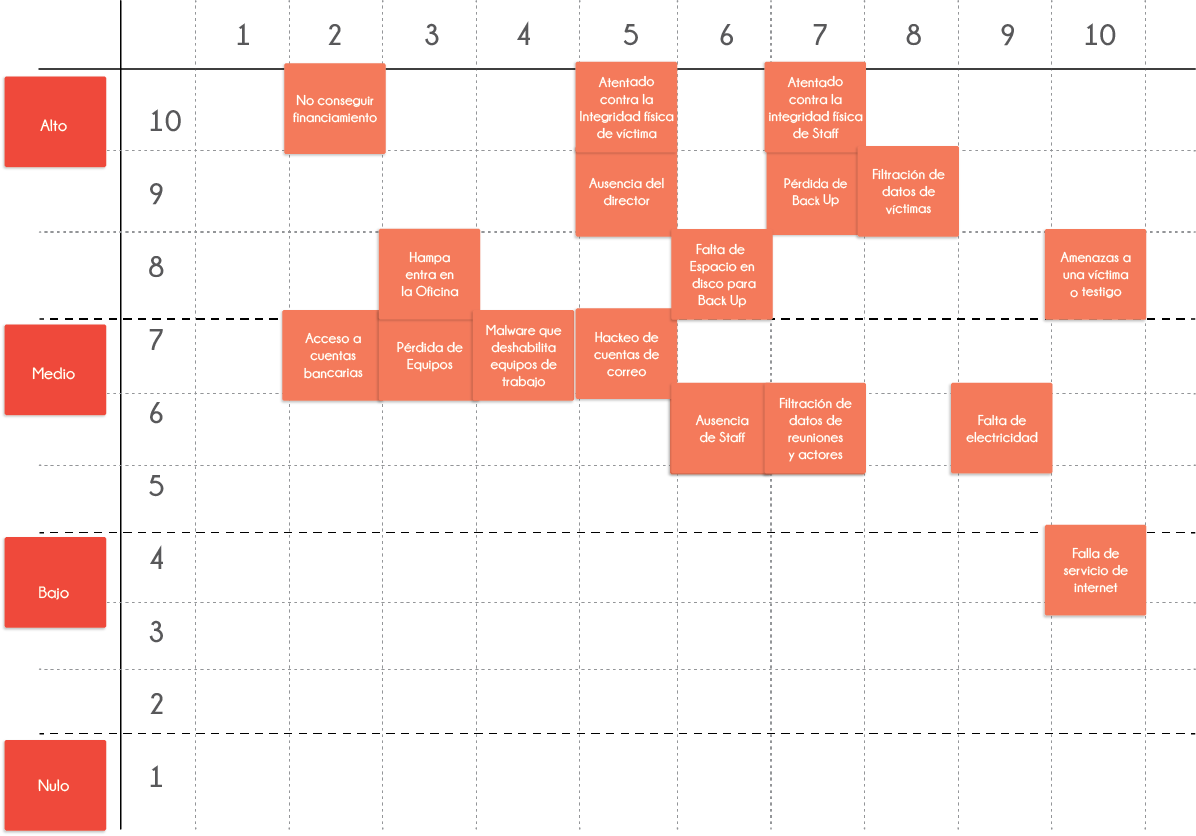 1 2 3 4 5 6 7 8 9 10
Alto
10
No conseguir
financiamiento
Atentado
contra la
Integridad física
de víctima
Atentado
contra la
integridad física
de Staff
9
Ausencia del
director
Pérdida de
Back Up
Filtración de
datos de
víctimas
8
Hampa
entra en
la Oficina
Falta de
Espacio en
disco para
Back Up
Amenazas a
una víctima
o testigo
Medio
7
Acceso a
cuentas
bancarias
Pérdida de
Equipos
Malware que
deshabilita
equipos de
trabajo
Hackeo de
cuentas de
correo
6
Ausencia
de Staff
Filtración de
datos de
reuniones
y actores
Falta de
electricidad
5
Bajo
4
Falla de
servicio de
internet
3
2
Nulo
1